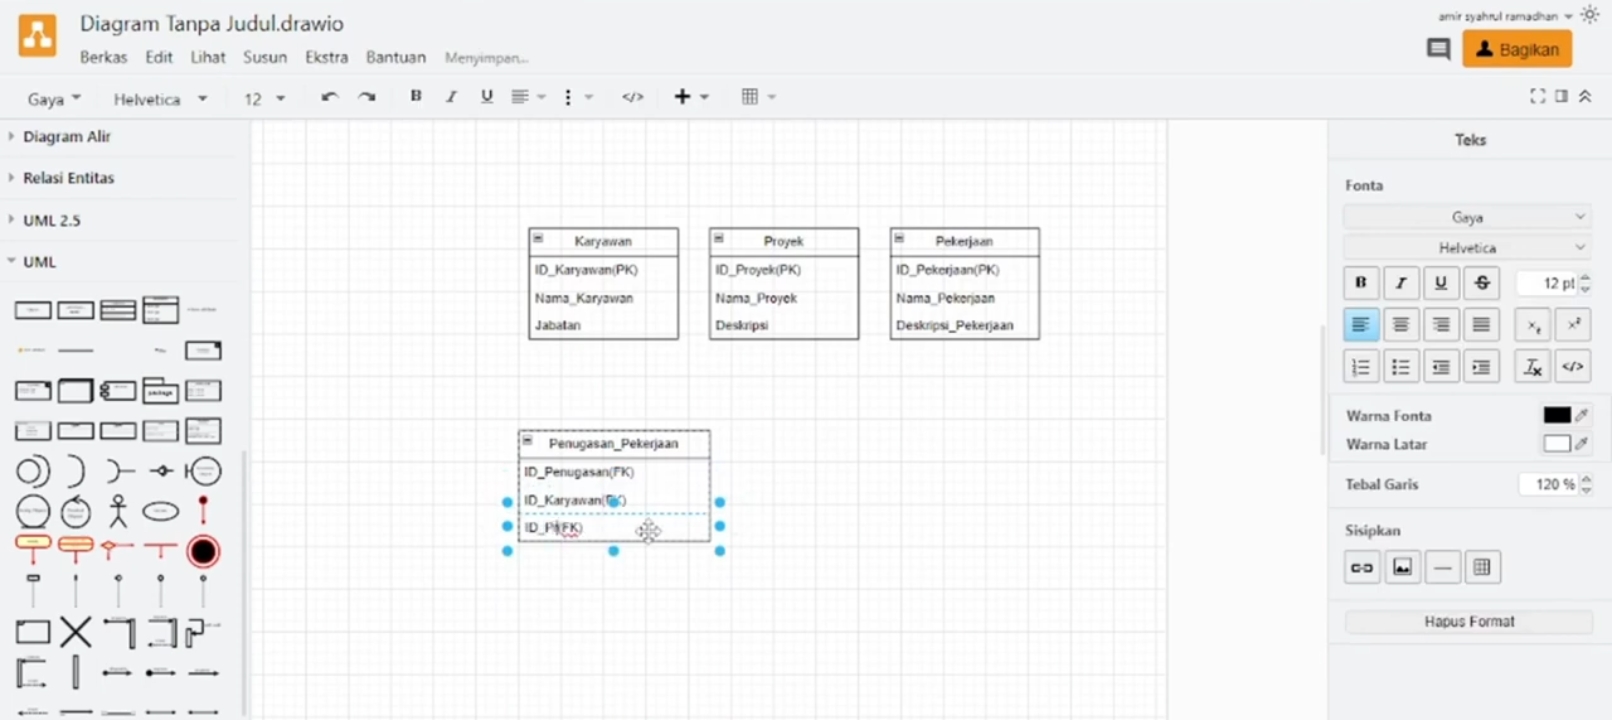 Diagram Tanpa Judul.drawio
amir syahrul ramadhan
Berkas Edit Lihat Susun Ekstra Bantuan Menyimpan...
Bagikan
Gaya Helvetica 12 B I U
Diagram Alir
Relasi Entitas
UML 2.5
UML
Karyawan
ID_Karyawan(PK)
Nama_Karyawan
Jabatan
Proyek
ID_Proyek(PK)
Nama_Proyek
Deskripsi
Pekerjaan
ID_Pekerjaan(PK)
Nama_Pekerjaan
Deskripsi_Pekerjaan
Penugasan_Pekerjaan
ID_Penugasan(FK)
ID_Karyawan(FK)
Teks
Fonta
Gaya
Helvetica
B I U S 12 pt
Warna Fonta
Warna Latar
Tebal Garis 120 %
Sisipkan
Hapus Format